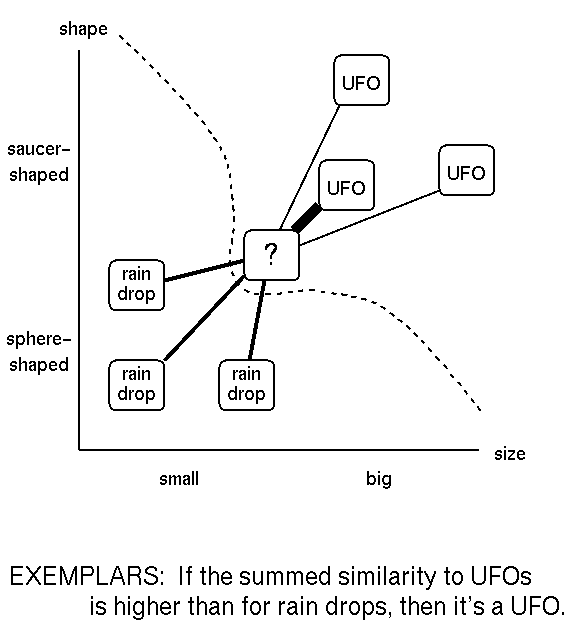 shape
UFO
saucer–
shaped
UFO
UFO
?
rain
drop
sphere–
shaped
rain
drop
rain
drop
size
small
big
EXEMPLARS: If the summed similarity to UFOs
is higher than for rain drops, then it's a UFO.